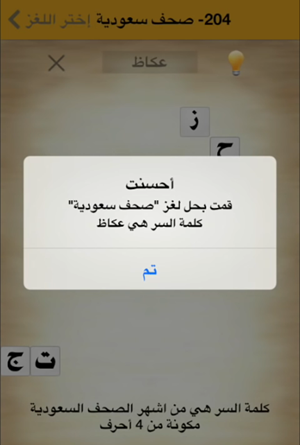 204- صحف سعودية إختر اللغز
عكاظ
ز
ح
أحسنت
قمت بحل لغز "صحف سعودية"
كلمة السر هي عكاظ
تم
ج ت
كلمة السر هي من اشهر الصحف السعودية
مكونة من 4 أحرف